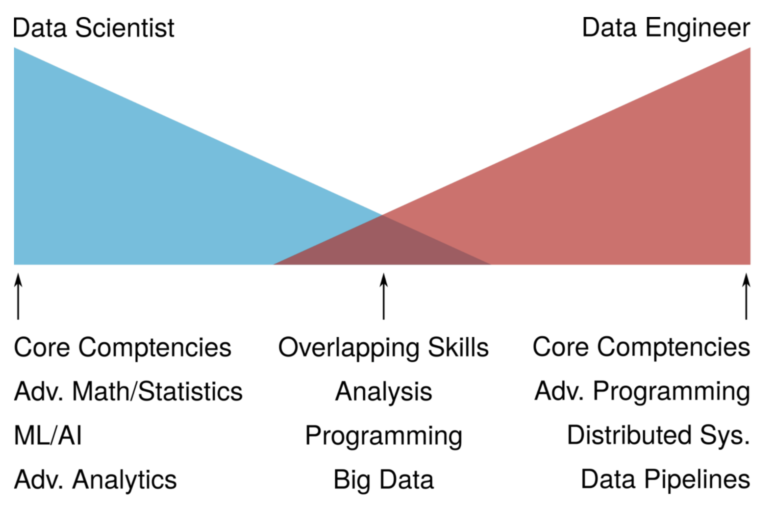 Data Scientist
Data Engineer
Core Comptencies
Adv. Math/Statistics
ML/AI
Adv. Analytics
Overlapping Skills
Analysis
Programming
Big Data
Core Comptencies
Adv. Programming
Distributed Sys.
Data Pipelines